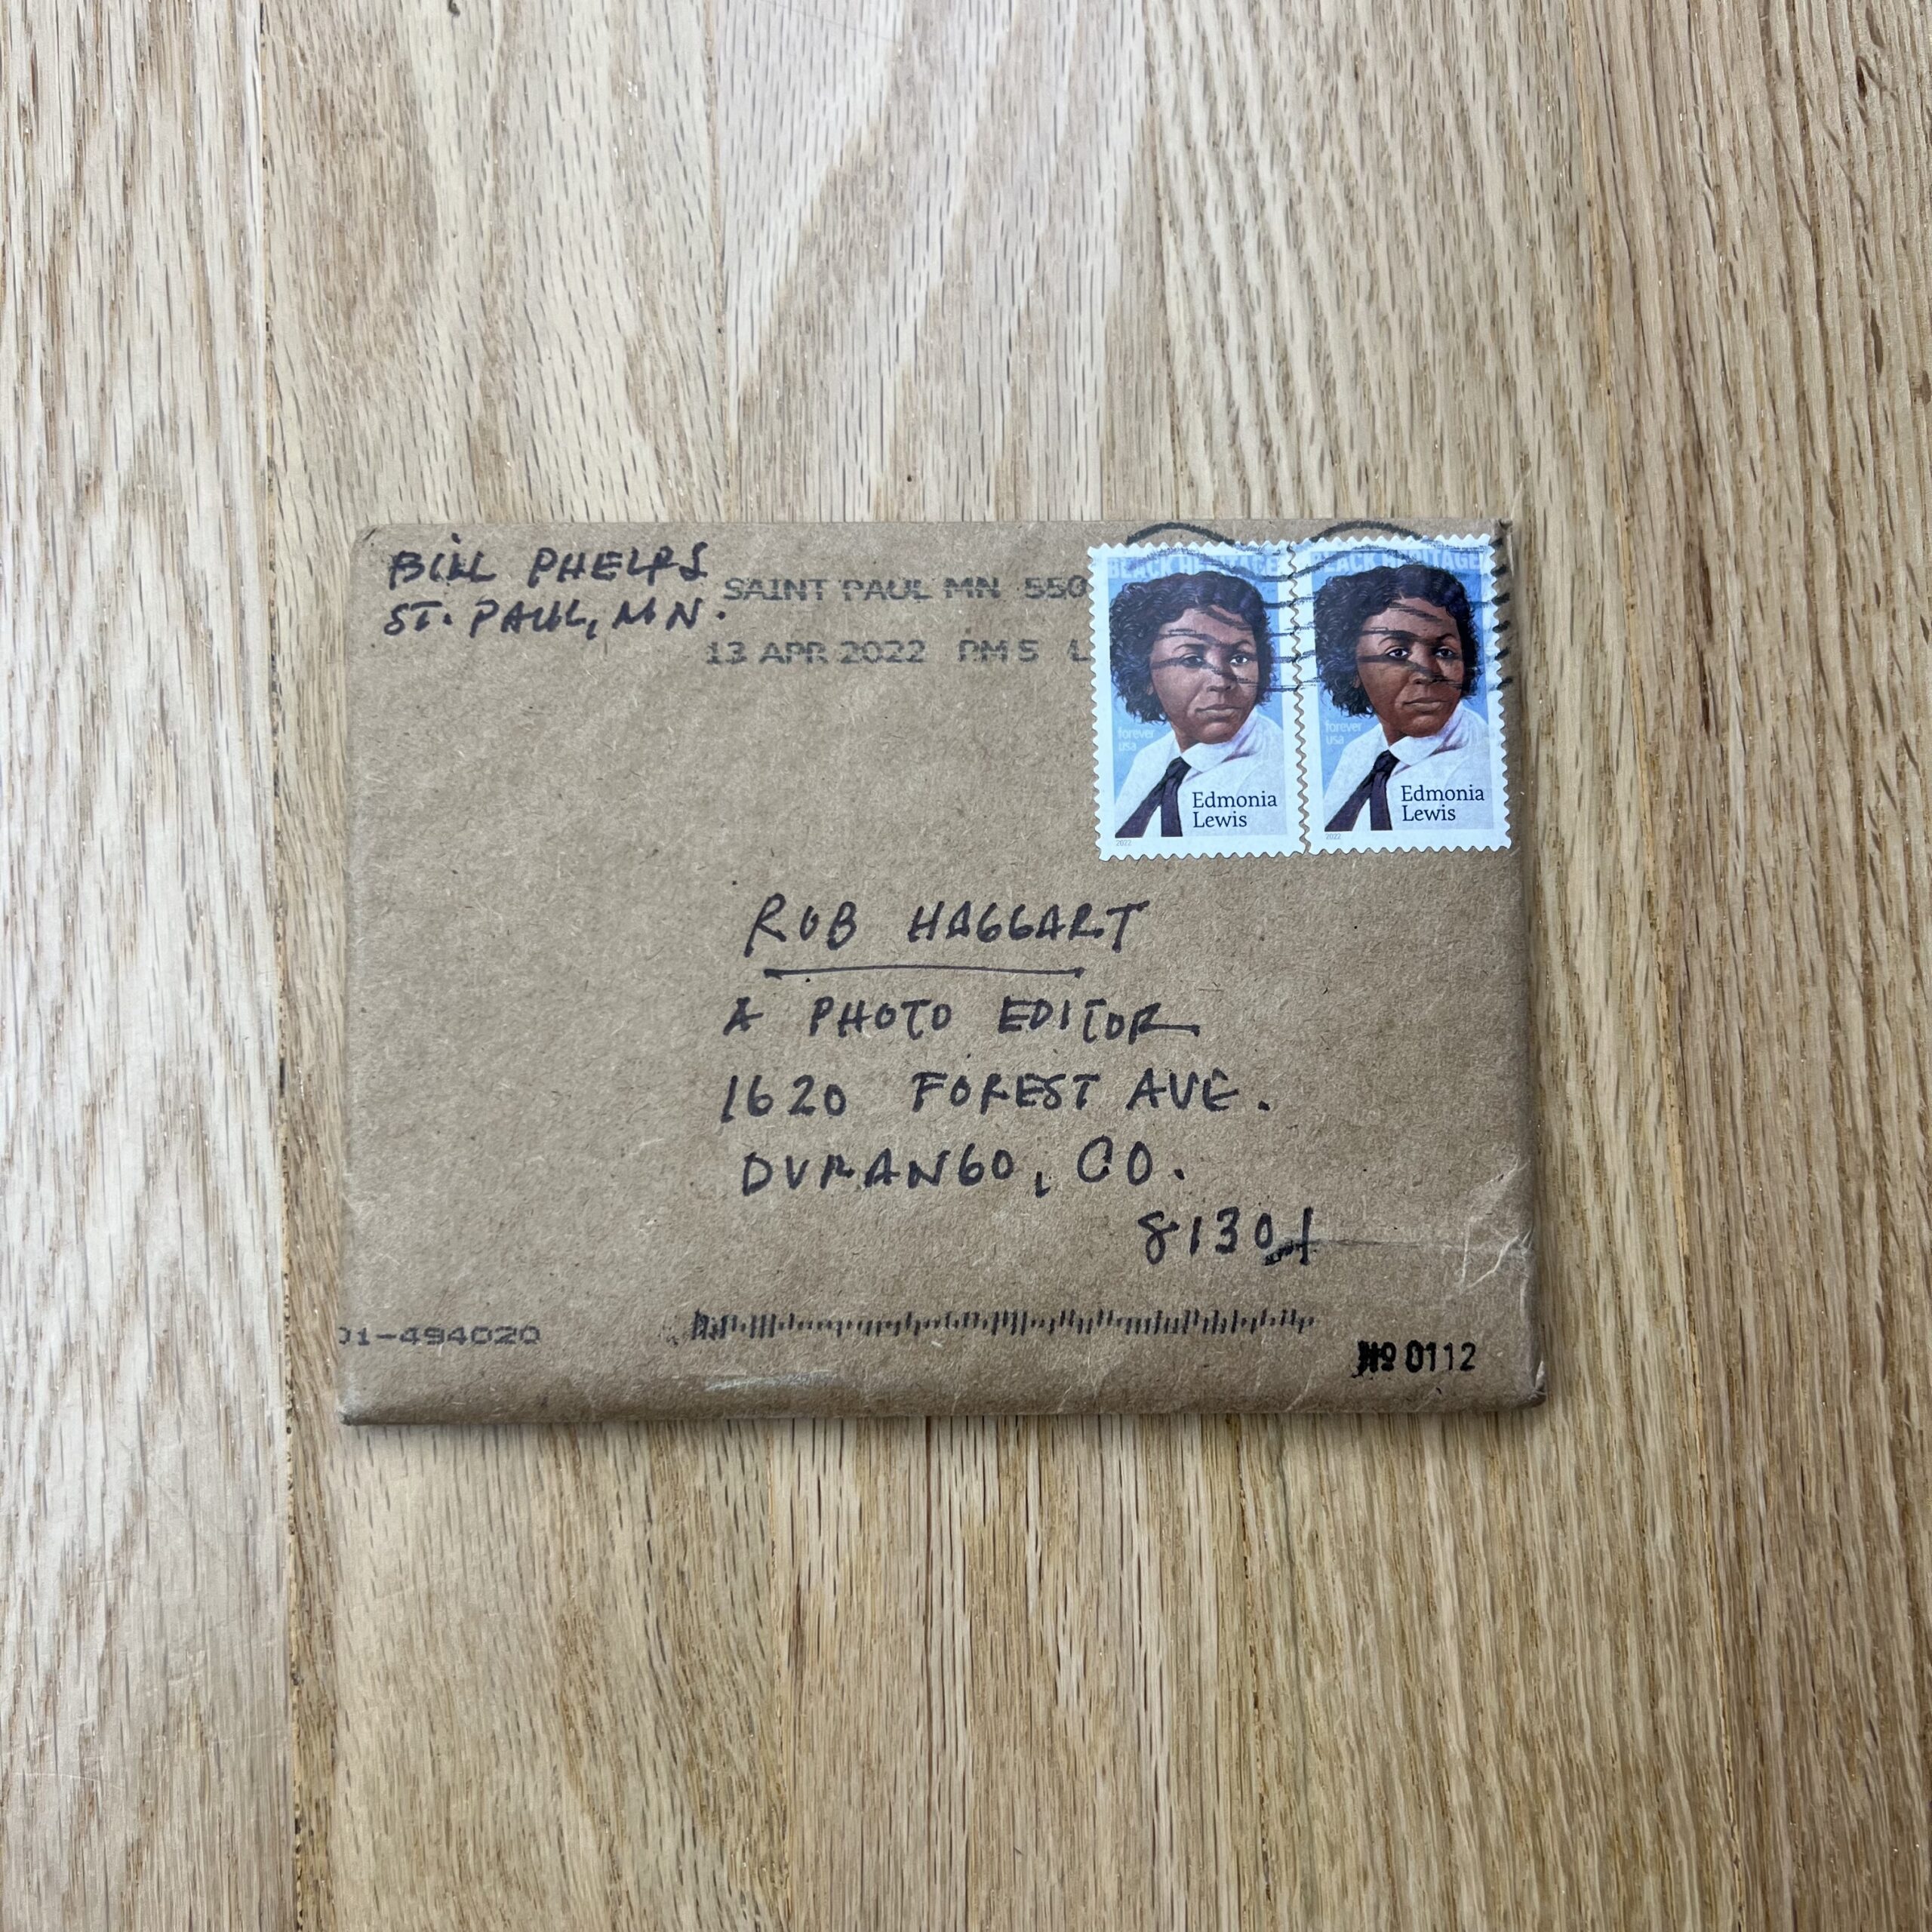 BILL PHELPS
ST. PAUL, MN.
SAINT PAUL MN 550
13 APR 2022 PM 5 L
BLACK HERITAGE
forever
usa
Edmonia
Lewis
2022
BLACK HERITAGE
forever
usa
Edmonia
Lewis
2022
ROB HAGGART
A PHOTO EDITOR
1620 FOREST AVE.
DURANGO, CO.
81301
01-494020
Nº 0112